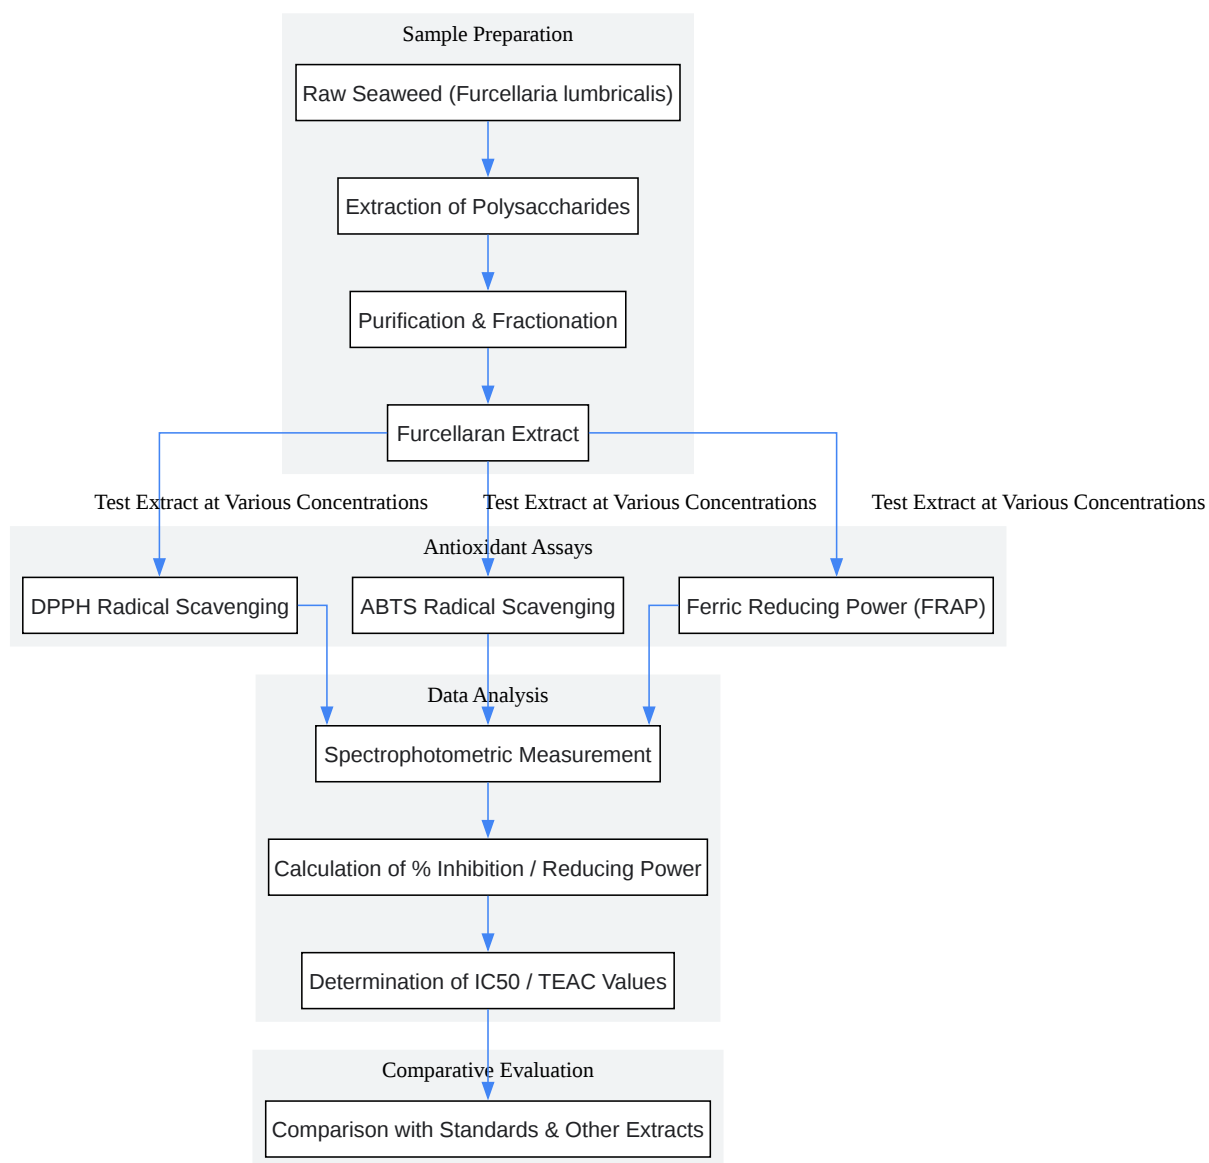 Sample Preparation
Raw Seaweed (Furcellaria lumbricalis)
Extraction of Polysaccharides
Purification & Fractionation
Furcellaran Extract
Test Extract at Various Concentrations
Test Extract at Various Concentrations
Test Extract at Various Concentrations
Antioxidant Assays
DPPH Radical Scavenging
ABTS Radical Scavenging
Ferric Reducing Power (FRAP)
Data Analysis
Spectrophotometric Measurement
Calculation of % Inhibition / Reducing Power
Determination of IC50 / TEAC Values
Comparative Evaluation
Comparison with Standards & Other Extracts